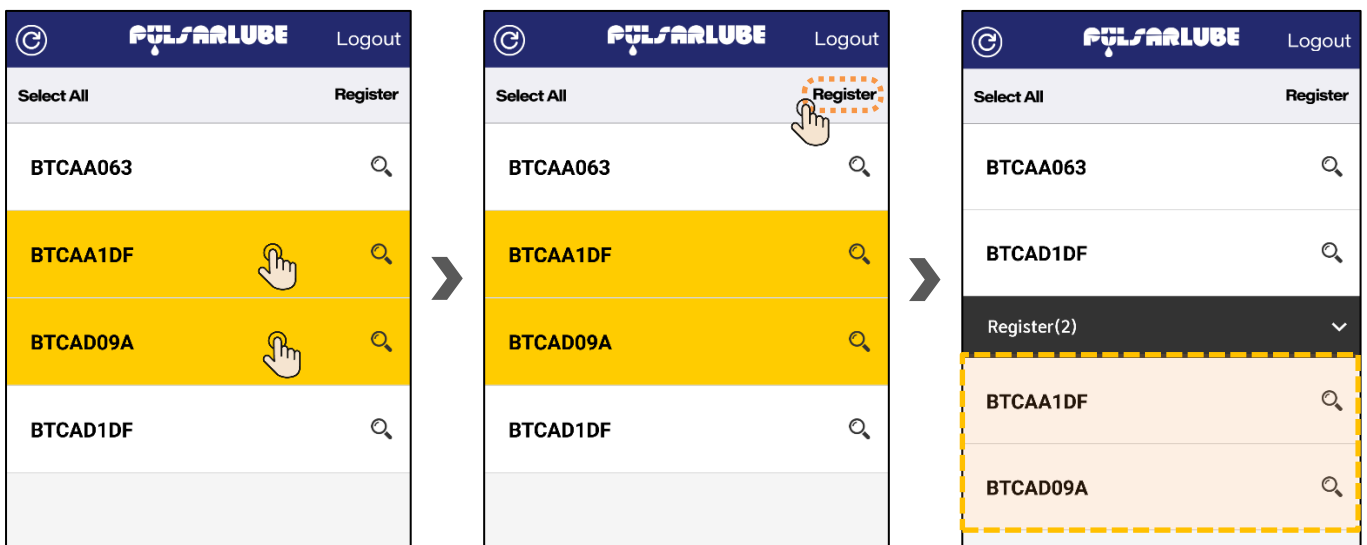 PULSARLUBE Logout
Select All Register
BTCAA063
BTCAA1DF
BTCAD09A
BTCAD1DF
PULSARLUBE Logout
Select All Register
BTCAA063
BTCAA1DF
BTCAD09A
BTCAD1DF
PULSARLUBE Logout
Select All Register
BTCAA063
BTCAD1DF
Register(2)
BTCAA1DF
BTCAD09A